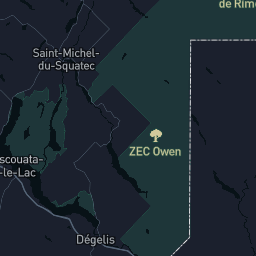 de Rim
Saint-Michel-
du-Squatec
ZEC Owen
scouata-
-le-Lac
Dégelis